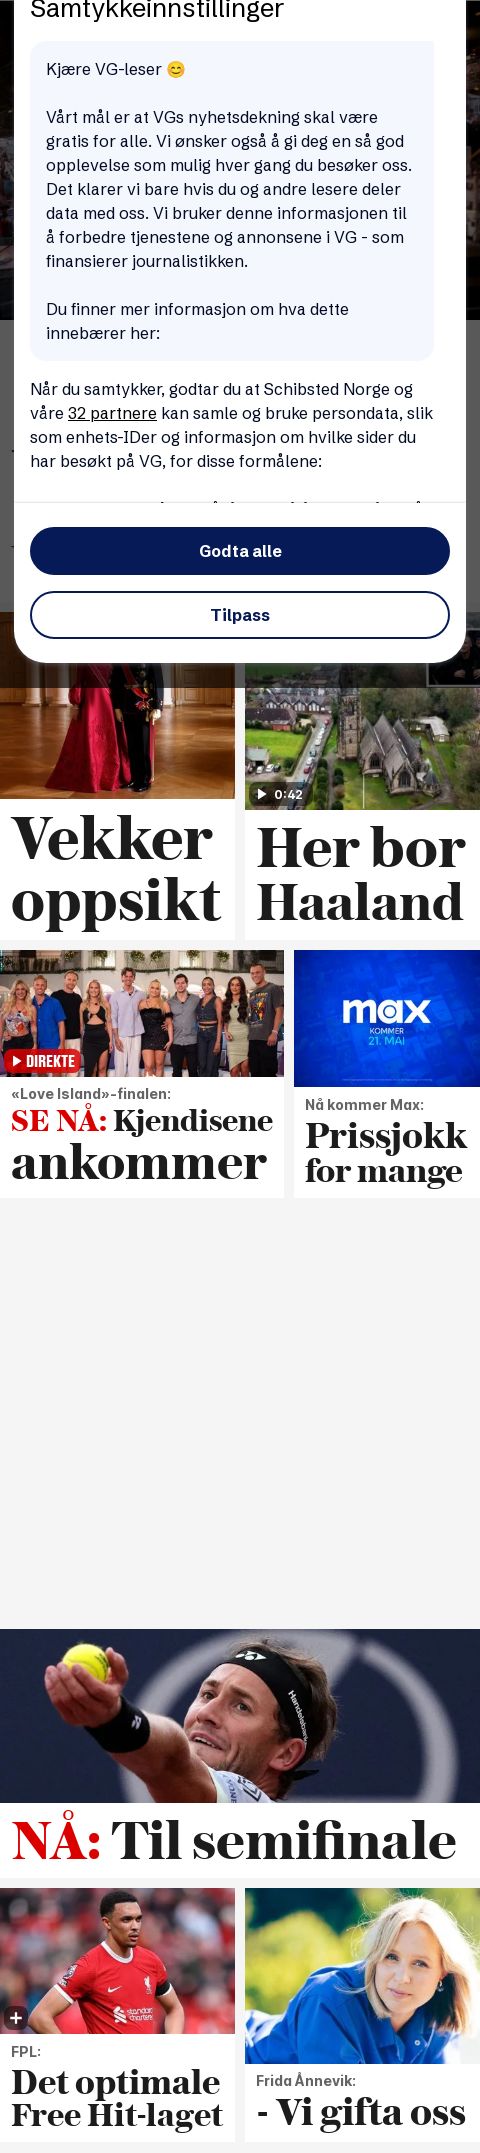 Samtykkeinnstillinger
Kjære VG-leser 😊
Vårt mål er at VGs nyhetsdekning skal være
gratis for alle. Vi ønsker også å gi deg en så god
opplevelse som mulig hver gang du besøker oss.
Det klarer vi bare hvis du og andre lesere deler
data med oss. Vi bruker denne informasjonen til
å forbedre tjenestene og annonsene i VG - som
finansierer journalistikken.
Du finner mer informasjon om hva dette
innebærer her:
Når du samtykker, godtar du at Schibsted Norge og
våre 32 partnere kan samle og bruke persondata, slik
som enhets-IDer og informasjon om hvilke sider du
har besøkt på VG, for disse formålene:
Godta alle
Tilpass
Vekker
oppsikt
0:42
Her bor
Haaland
DIREKTE
«Love Island»-finalen:
SE NÅ: Kjendisene
ankommer
max
KOMMER
21. MAI
Nå kommer Max:
Prissjokk
for mange
Handelsbanken
NÅ: Til semifinale
standard
chartered
FPL:
Det optimale
Free Hit-laget
Frida Ånnevik:
- Vi gifta oss